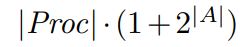 |Proc| · (1 + 2^{|A|})